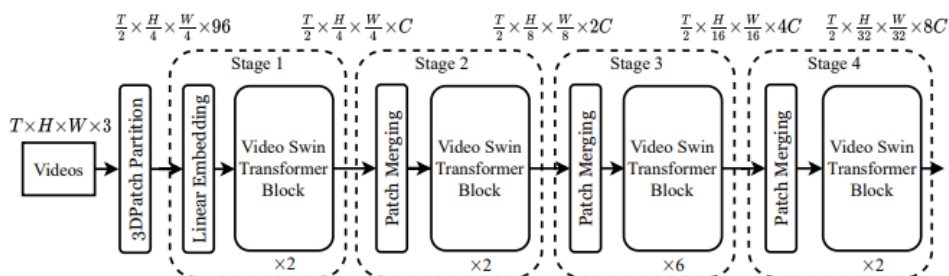 T/2 × H/4 × W/4 × 96
T/2 × H/4 × W/4 × C
T/2 × H/8 × W/8 × 2C
T/2 × H/16 × W/16 × 4C
T/2 × H/32 × W/32 × 8C
T×H×W×3
Videos
3DPatch Partition
Stage 1
Linear Embedding
Video Swin
Transformer
Block
×2
Stage 2
Patch Merging
Video Swin
Transformer
Block
×2
Stage 3
Patch Merging
Video Swin
Transformer
Block
×6
Stage 4
Patch Merging
Video Swin
Transformer
Block
×2